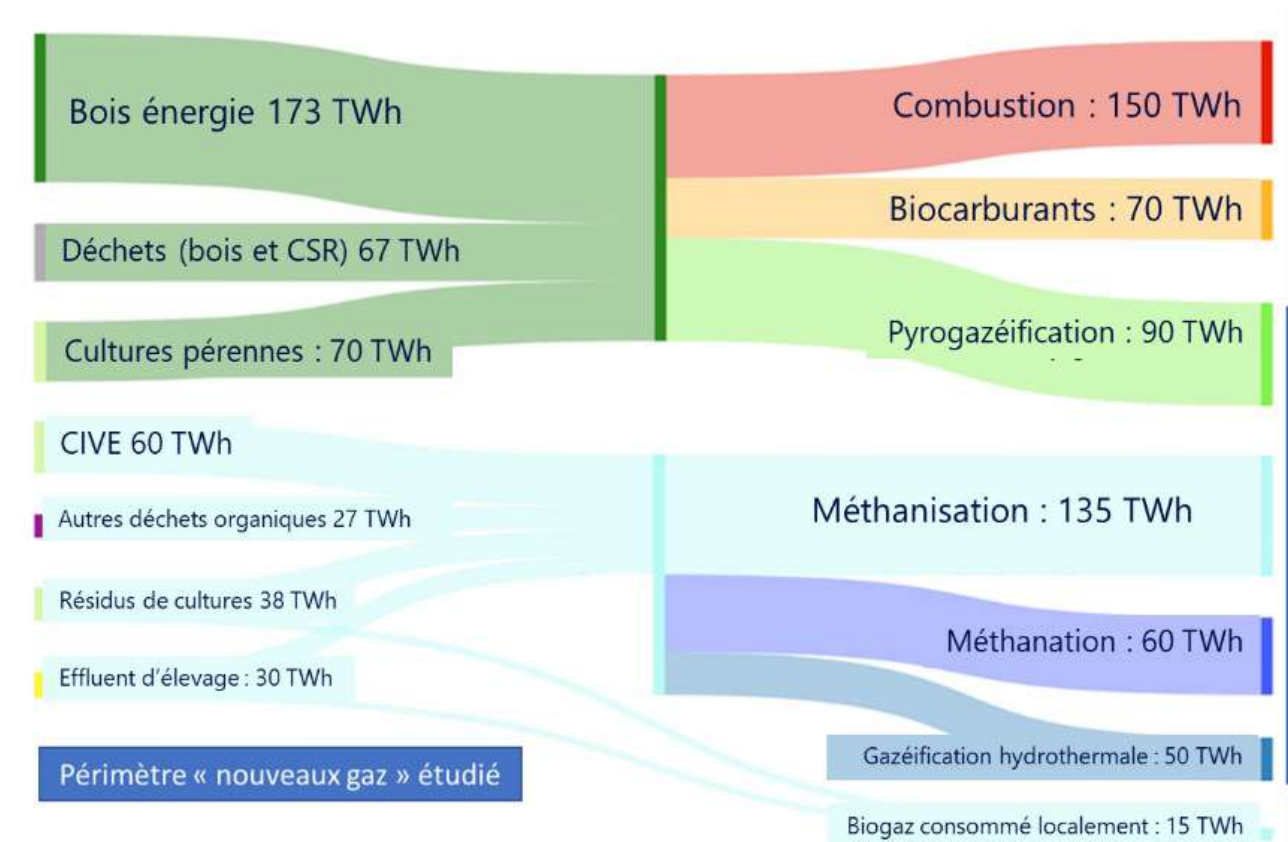 Bois énergie 173 TWh
Déchets (bois et CSR) 67 TWh
Cultures pérennes : 70 TWh
CIVE 60 TWh
Autres déchets organiques 27 TWh
Résidus de cultures 38 TWh
Effluent d'élevage : 30 TWh
Périmètre « nouveaux gaz » étudié
Combustion : 150 TWh
Biocarburants : 70 TWh
Pyrogazéification : 90 TWh
Méthanisation : 135 TWh
Méthanation : 60 TWh
Gazéification hydrothermale : 50 TWh
Biogaz consommé localement : 15 TWh